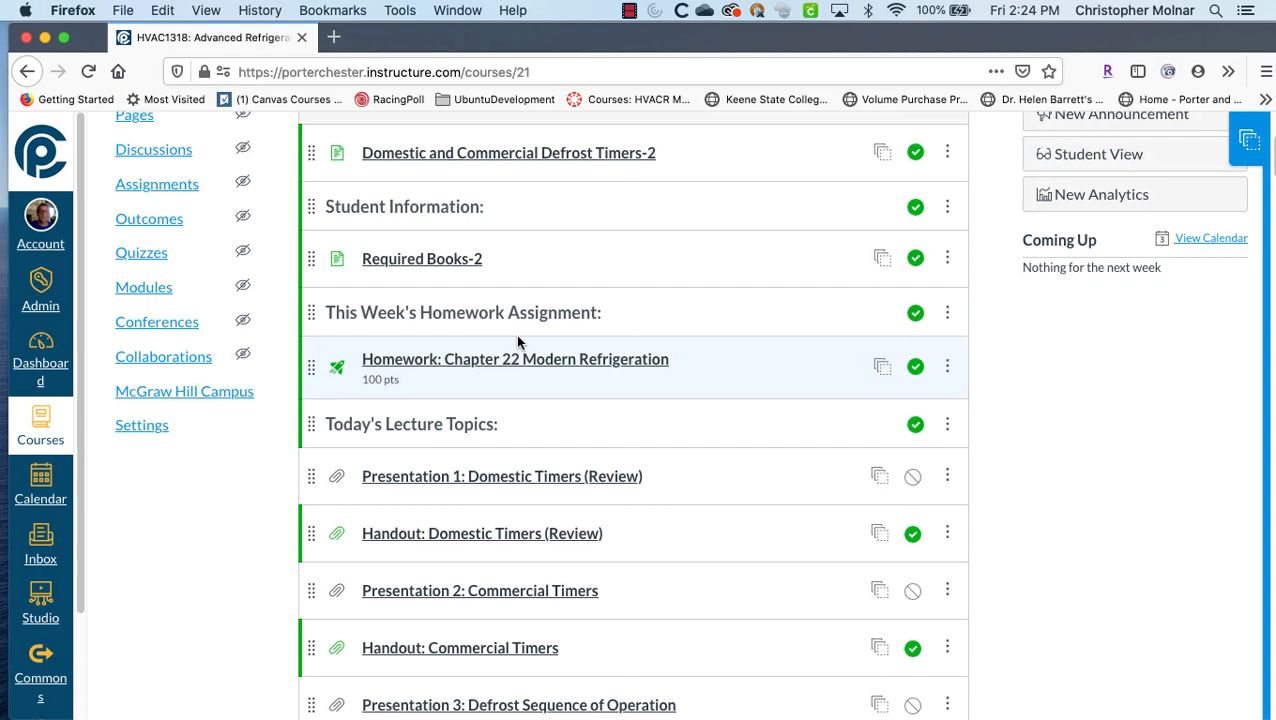 Firefox File Edit View History Bookmarks Tools Window Help 100% Fri 2:24 PM Christopher Molnar
HVAC1318: Advanced Refrigera
https://porterchester.instructure.com/courses/21
Getting Started Most Visited (1) Canvas Courses ... RacingPoll UbuntuDevelopment Courses: HVACR M... Keene State Colleg... Volume Purchase Pr... Dr. Helen Barrett's... Home - Porter and ...
Account
Admin
Dashboar
d
Courses
Calendar
Inbox
Studio
Common
s
Pages
Discussions
Assignments
Outcomes
Quizzes
Modules
Conferences
Collaborations
McGraw Hill Campus
Settings
Domestic and Commercial Defrost Timers-2
Student Information:
Required Books-2
This Week's Homework Assignment:
Homework: Chapter 22 Modern Refrigeration
100 pts
Today's Lecture Topics:
Presentation 1: Domestic Timers (Review)
Handout: Domestic Timers (Review)
Presentation 2: Commercial Timers
Handout: Commercial Timers
Presentation 3: Defrost Sequence of Operation
New Announcement
Student View
New Analytics
Coming Up 3 View Calendar
Nothing for the next week